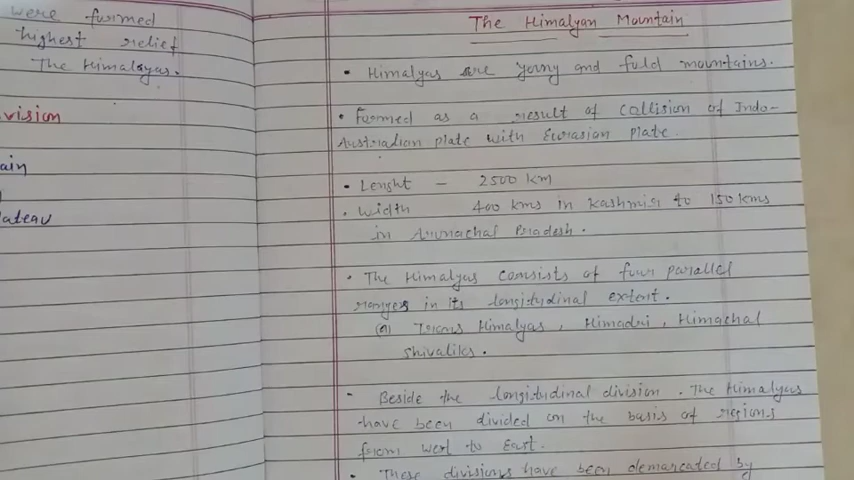 were formed
highest relief
The Himalayas.
vision
ain
lateau
The Himalyan Mountain
• Himalyas are young and fold mountains.
• Formed as a result of collision of Indo-
Australian plate with Eurasian plate
• Lenght - 2500 km
• Width 400 kms in Kashmir to 150 kms
in Arunachal Pradesh.
• The Himalyas consists of four parallel
ranges in its longitudinal extent.
(a) Trans Himalyas, Himadri, Himachal
Shivaliks.
• Beside the longitudinal division. The Himalyas
have been divided on the basis of regions
from west to East.
• These divisions have been demarcated by